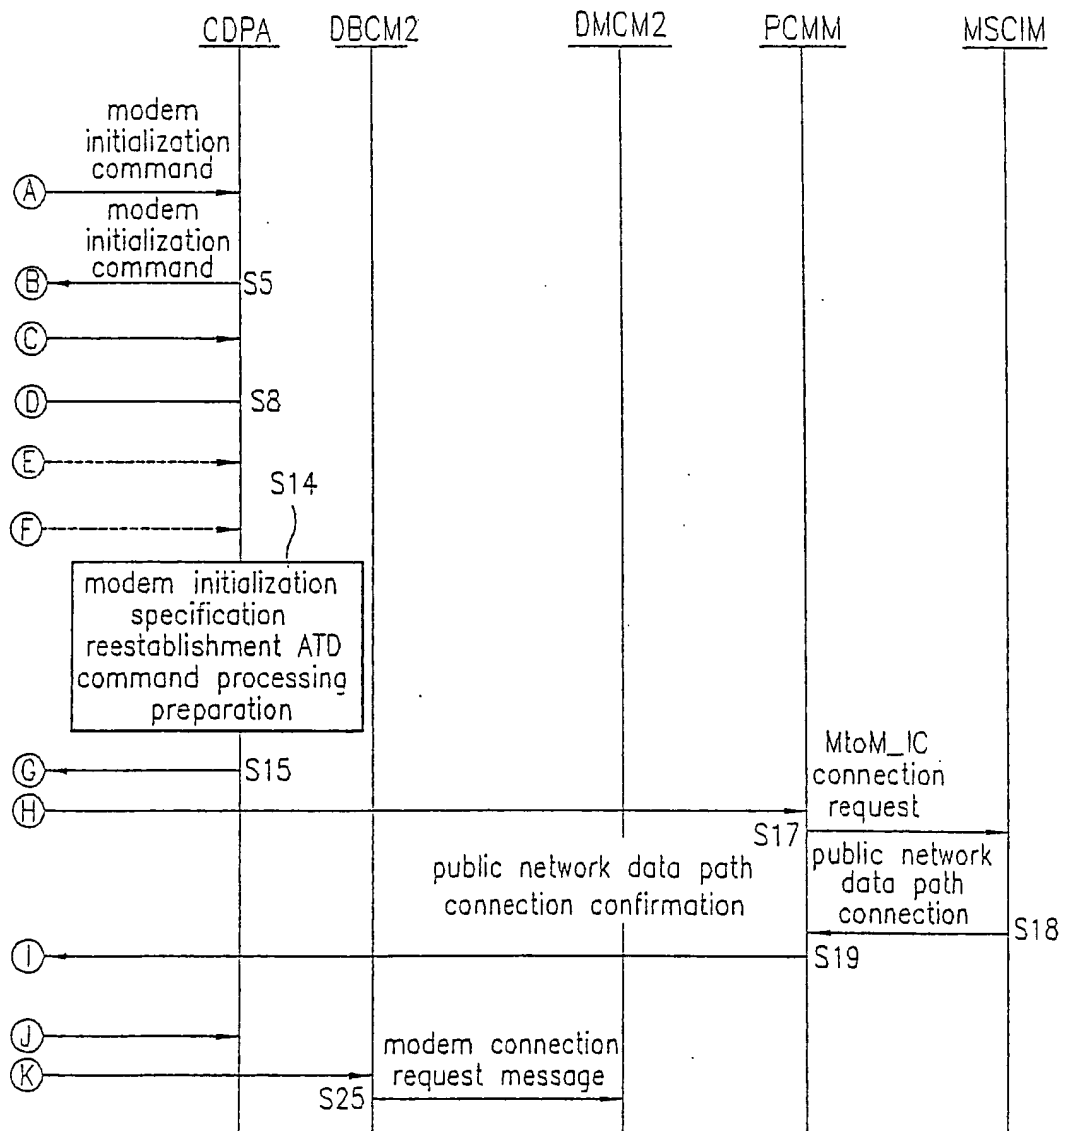 CDPA DBCM2 DMCM2 PCMM MSCIM
modem
initialization
command
A
modem
initialization
command
B S5
C
D S8
E
S14
F
modem initialization
specification
reestablishment ATD
command processing
preparation
G S15
MtoM_IC
connection
request
H
S17
public network data path
connection confirmation
public network
data path
connection
S18
I S19
J
modem connection
request message
K
S25